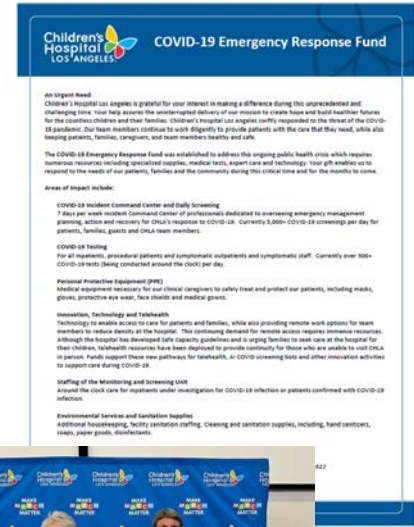 Children's
Hospital
LOS ANGELES
COVID-19 Emergency Response Fund
An Urgent Need
Children's Hospital Los Angeles is grateful for your interest in making a difference during this unprecedented and
challenging time. Your help assures the uninterrupted delivery of our mission to create hope and build healthier futures
for the countless children and their families. Children's Hospital Los Angeles swiftly responded to the threat of the COVID-
19 pandemic. Our team members continue to work diligently to provide patients with the care that they need, while also
keeping patients, families, caregivers, and team members healthy and safe.
The COVID-19 Emergency Response Fund was established to address this ongoing public health crisis which requires
numerous resources including specialized supplies, medical tests, expert care and technology. Your gift enables us to
respond to the needs of our patients, families and the community during this critical time and for the months to come.
Areas of Impact include:
COVID-19 Incident Command Center and Daily Screening
7 days per week Incident Command Center of professionals dedicated to overseeing emergency management
planning, action and recovery for CHLA's response to COVID-19. Currently 5,000+ COVID-19 screenings per day for
patients, families, guests and CHLA team members.
COVID-19 Testing
For all inpatients, procedural patients and symptomatic outpatients and symptomatic staff. Currently over 300+
COVID-19 tests (being conducted around the clock) per day.
Personal Protective Equipment (PPE)
Medical equipment necessary for our clinical caregivers to safely treat and protect our patients, including masks,
gloves, protective eye wear, face shields and medical gowns.
Innovation, Technology and Telehealth
Technology to enable access to care for patients and families, while also providing remote work options for team
members to reduce density at the hospital. This continuing demand for remote access requires immense resources.
Although the hospital has developed Safe Capacity guidelines and is urging families to seek care at the hospital for
their children, telehealth resources have been deployed to provide continuity for those who are unable to visit CHLA
in person. Funds support these new pathways for telehealth, AI COVID screening bots and other innovation activities
to support care during COVID-19.
Staffing of the Monitoring and Screening Unit
Around the clock care for inpatients under investigation for COVID-19 infection or patients confirmed with COVID-19
infection.
Environmental Services and Sanitation Supplies
Additional housekeeping, facility sanitation staffing. Cleaning and sanitation supplies, including, hand sanitizers,
soaps, paper goods, disinfectants.
Children's
Hospital
LOS ANGELES
MAKE
MARCH
MATTER
MAKE
MARCH
MATTER